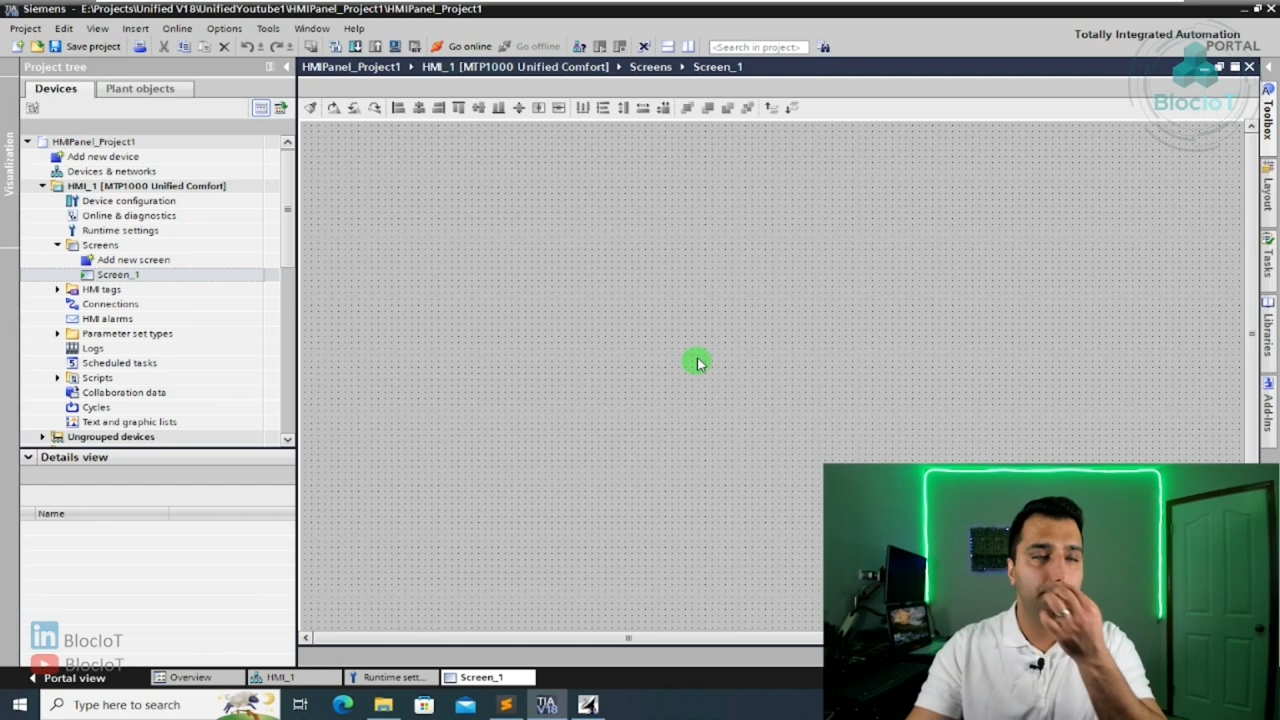 Siemens - E:\Projects\Unified V18\UnifiedYoutube1\HMIPanel_Project1\HMIPanel_Project1
Project Edit View Insert Online Options Tools Window Help
Totally Integrated Automation
PORTAL
Save project
Go online
Go offline
<Search in project>
Project tree
HMIPanel_Project1 HMI_1 [MTP1000 Unified Comfort] Screens Screen_1
BlocIoT
Devices
Plant objects
HMIPanel_Project1
Add new device
Devices & networks
HMI_1 [MTP1000 Unified Comfort]
Device configuration
Online & diagnostics
Runtime settings
Screens
Add new screen
Screen_1
HMI tags
Connections
HMI alarms
Parameter set types
Logs
Scheduled tasks
Scripts
Collaboration data
Cycles
Text and graphic lists
Ungrouped devices
Visualization
Toolbox
Layout
Tasks
Libraries
Add-Ins
Details view
Name
in BlocIoT
BlocIoT
Portal view
Overview
HMI_1
Runtime sett...
Screen_1
Type here to search
TIA
V18